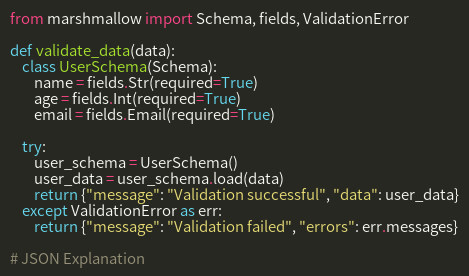 from marshmallow import Schema, fields, ValidationError

def validate_data(data):
    class UserSchema(Schema):
        name = fields.Str(required=True)
        age = fields.Int(required=True)
        email = fields.Email(required=True)

    try:
        user_schema = UserSchema()
        user_data = user_schema.load(data)
        return {"message": "Validation successful", "data": user_data}
    except ValidationError as err:
        return {"message": "Validation failed", "errors": err.messages}

# JSON Explanation